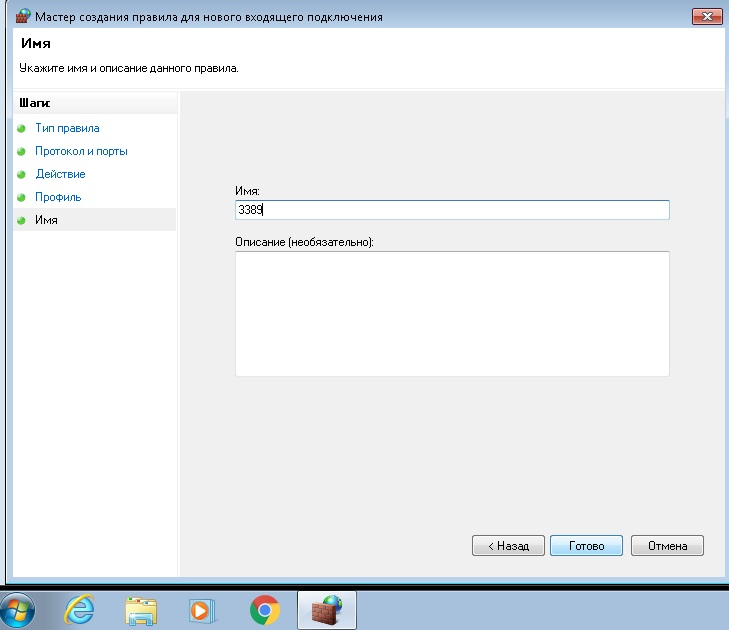 Мастер создания правила для нового входящего подключения
Имя
Укажите имя и описание данного правила.
Шаги:
Тип правила
Протокол и порты
Действие
Профиль
Имя
Имя:
3389
Описание (необязательно):
< Назад
Готово
Отмена